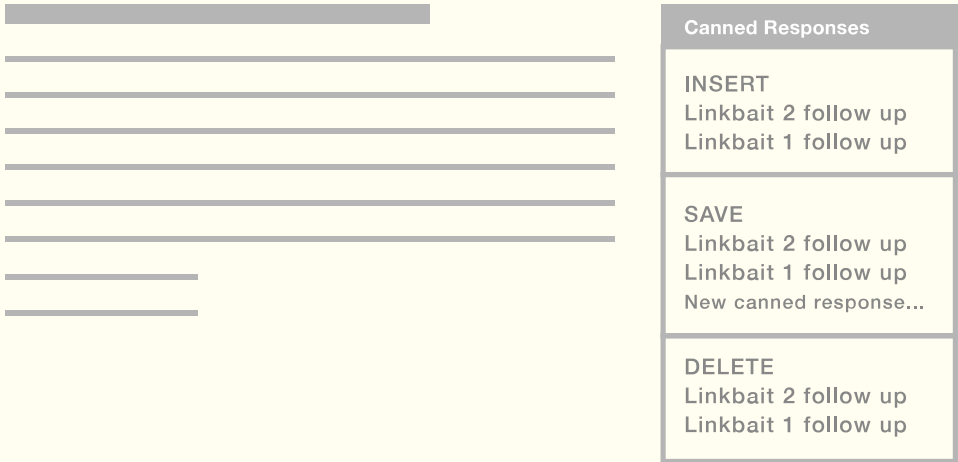 Canned Responses
INSERT
Linkbait 2 follow up
Linkbait 1 follow up
SAVE
Linkbait 2 follow up
Linkbait 1 follow up
New canned response...
DELETE
Linkbait 2 follow up
Linkbait 1 follow up